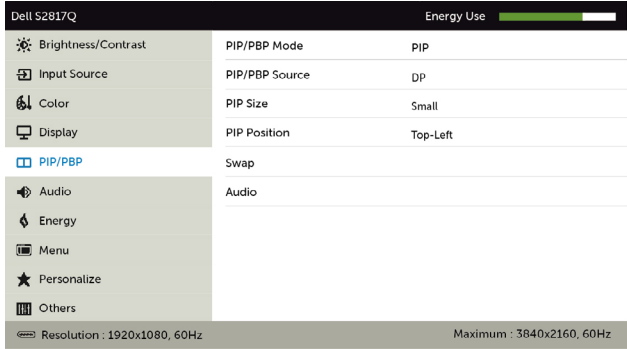 Dell S2817Q Energy Use
Brightness/Contrast PIP/PBP Mode PIP
Input Source PIP/PBP Source DP
Color PIP Size Small
Display PIP Position Top-Left
PIP/PBP Swap
Audio Audio
Energy
Menu
Personalize
Others
Resolution : 1920x1080, 60Hz Maximum : 3840x2160, 60Hz